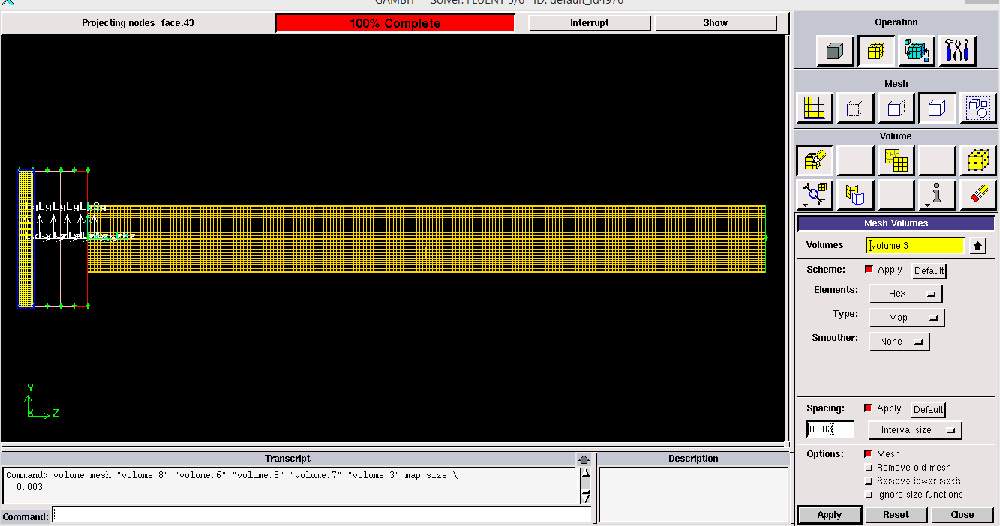 GAMBIT Solver: FLUENT 5/6 ID: default_id4976
Projecting nodes face.43
100% Complete
Interrupt
Show
Operation
Mesh
Volume
Mesh Volumes
Volumes volume.3
Scheme: Apply Default
Elements: Hex
Type: Map
Smoother: None
Spacing: Apply Default
0.003 Interval size
Options: Mesh
Remove old mesh
Remove lower mesh
Ignore size functions
Apply Reset Close
Y
X Z
Transcript
Command> volume mesh "volume.8" "volume.6" "volume.5" "volume.7" "volume.3" map size \
0.003
Command:
Description